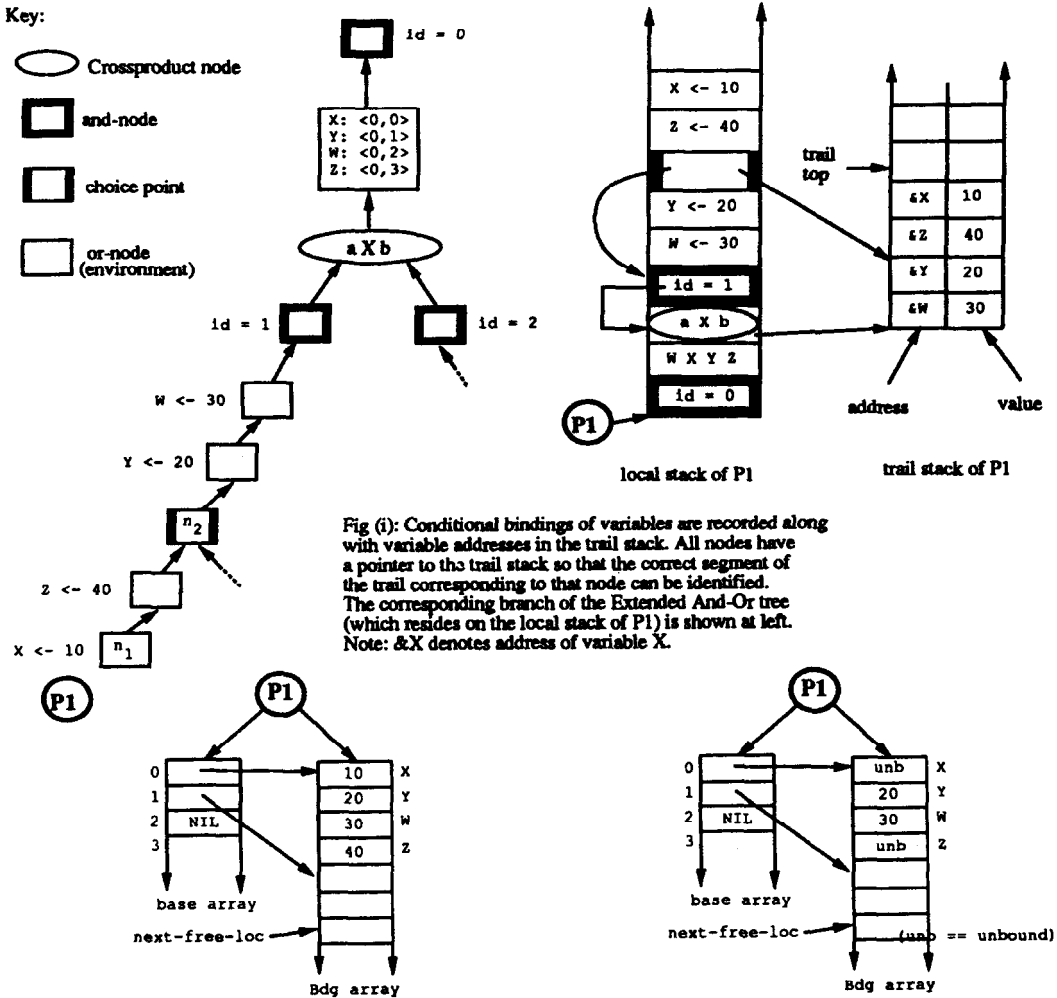 Key:
Crossproduct node
and-node
choice point
or-node
(environment)
id = 0
X: <0,0>
Y: <0,1>
W: <0,2>
Z: <0,3>
a X b
id = 1
id = 2
W <- 30
Y <- 20
n2
Z <- 40
X <- 10
n1
P1
X <- 10
Z <- 40
Y <- 20
W <- 30
id = 1
a X b
W X Y Z
id = 0
P1
local stack of P1
trail
top
&X 10
&Z 40
&Y 20
&W 30
address
value
trail stack of P1
Fig (i): Conditional bindings of variables are recorded along
with variable addresses in the trail stack. All nodes have
a pointer to the trail stack so that the correct segment of
the trail corresponding to that node can be identified.
The corresponding branch of the Extended And-Or tree
(which resides on the local stack of P1) is shown at left.
Note: &X denotes address of variable X.
P1
0
1
2 NIL
3
base array
10 X
20 Y
30 W
40 Z
next-free-loc
Bdg array
P1
0
1
2 NIL
3
base array
unb X
20 Y
30 W
unb Z
next-free-loc
(unb == unbound)
Bdg array